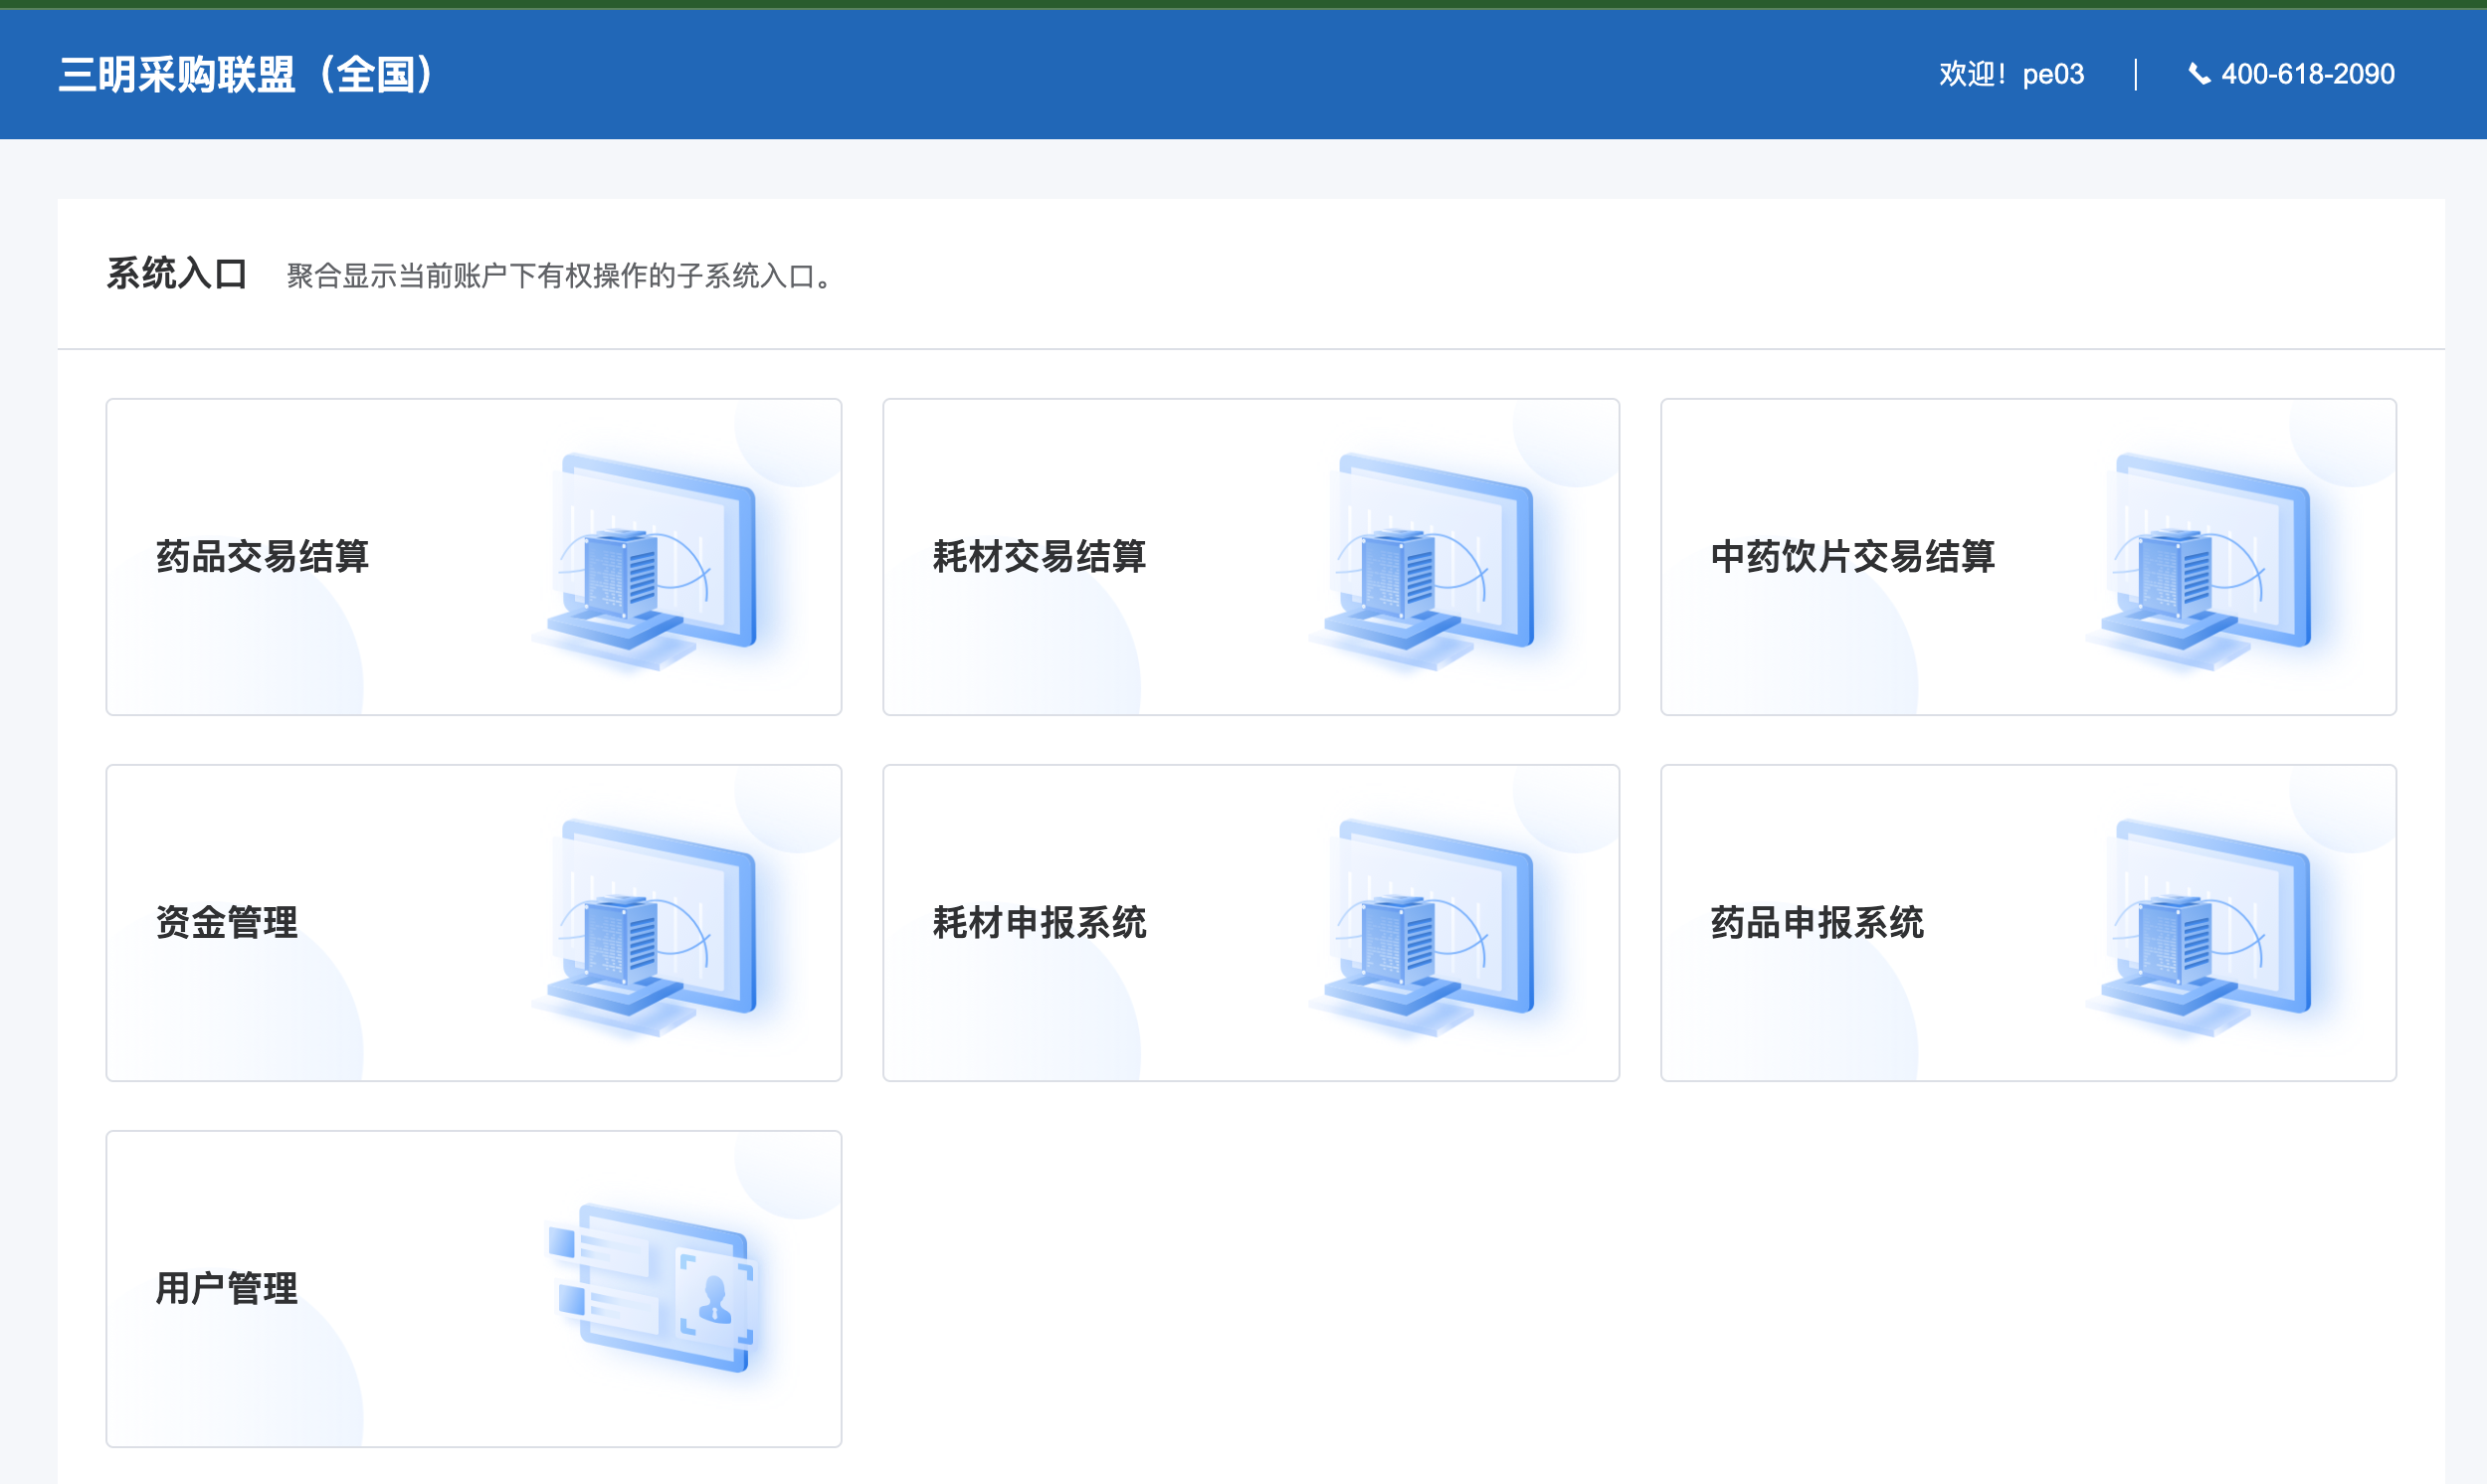 三明采购联盟（全国）
欢迎！pe03
400-618-2090
系统入口
聚合显示当前账户下有权操作的子系统入口。
药品交易结算
耗材交易结算
中药饮片交易结算
资金管理
耗材申报系统
药品申报系统
用户管理